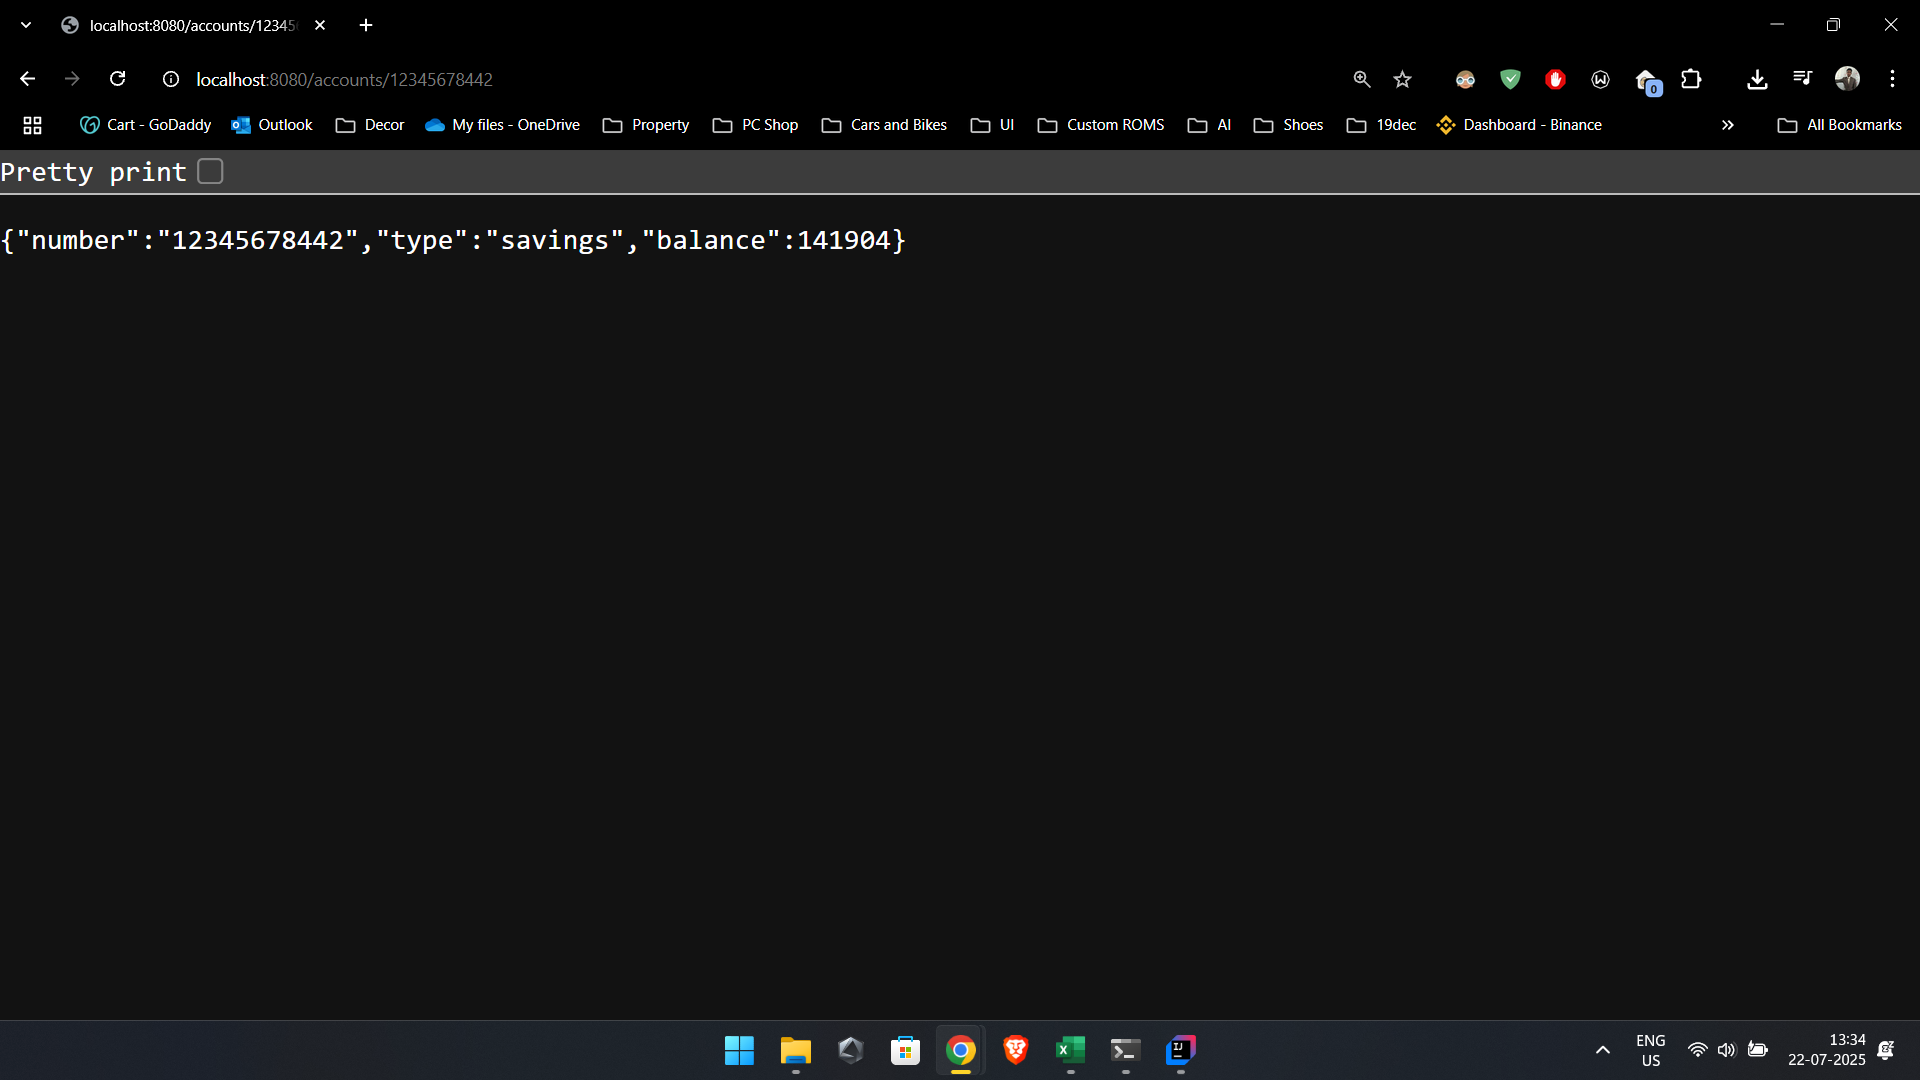 localhost:8080/accounts/12345
localhost:8080/accounts/12345678442
0
Cart - GoDaddy Outlook Decor My files - OneDrive Property PC Shop Cars and Bikes UI Custom ROMS AI Shoes 19dec Dashboard - Binance » All Bookmarks
Pretty print
{"number":"12345678442","type":"savings","balance":141904}
ENG 13:34
US 22-07-2025